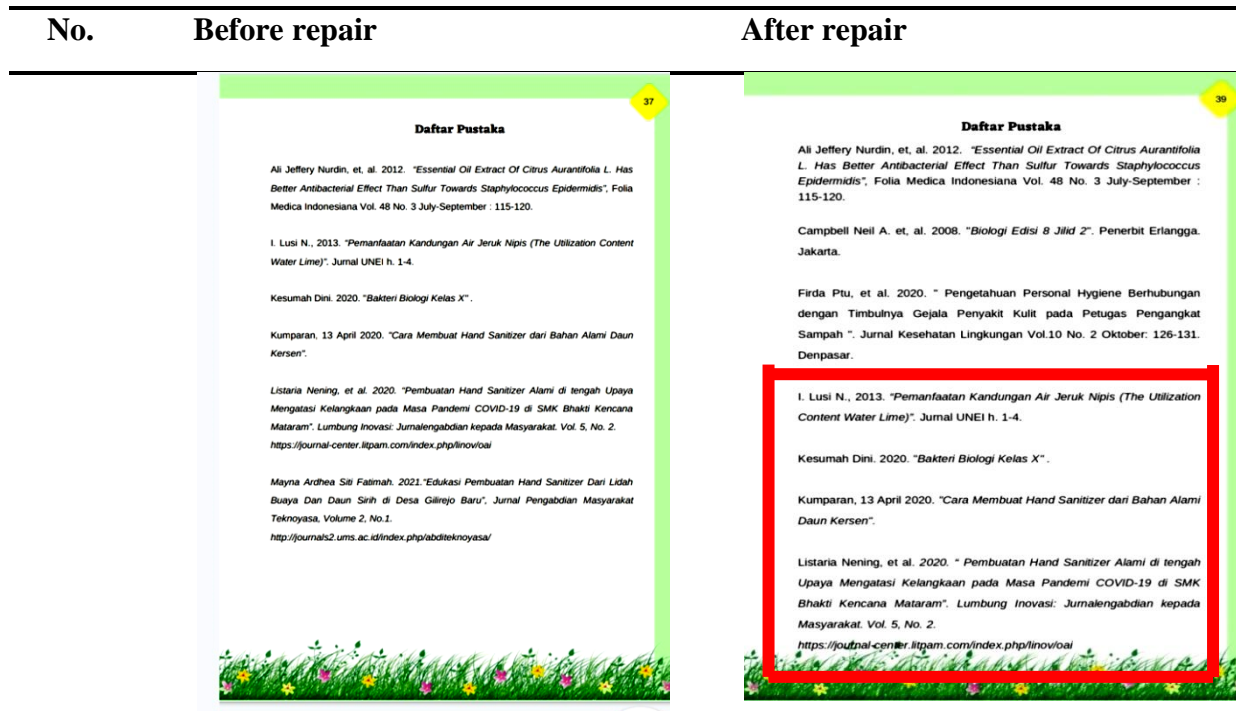 No. Before repair After repair
37
Daftar Pustaka
Ali Jeffery Nurdin, et, al. 2012. "Essential Oil Extract Of Citrus Aurantifolia L. Has
Better Antibacterial Effect Than Sulfur Towards Staphylococcus Epidermidis", Folia
Medica Indonesiana Vol. 48 No. 3 July-September : 115-120.
I. Lusi N., 2013. "Pemanfaatan Kandungan Air Jeruk Nipis (The Utilization Content
Water Lime)". Jurnal UNEI h. 1-4.
Kesumah Dini. 2020. "Bakteri Biologi Kelas X" .
Kumparan, 13 April 2020. "Cara Membuat Hand Sanitizer dari Bahan Alami Daun
Kersen".
Listaria Nening, et al. 2020. "Pembuatan Hand Sanitizer Alami di tengah Upaya
Mengatasi Kelangkaan pada Masa Pandemi COVID-19 di SMK Bhakti Kencana
Mataram". Lumbung Inovasi: Jurnalengabdian kepada Masyarakat. Vol. 5, No. 2.
https://journal-center.litpam.com/index.php/linov/oai
Mayna Ardhea Siti Fatimah. 2021."Edukasi Pembuatan Hand Sanitizer Dari Lidah
Buaya Dan Daun Sirih di Desa Gilirejo Baru", Jurnal Pengabdian Masyarakat
Teknoyasa, Volume 2, No.1.
http://journals2.ums.ac.id/index.php/abditeknoyasa/
39
Daftar Pustaka
Ali Jeffery Nurdin, et, al. 2012. "Essential Oil Extract Of Citrus Aurantifolia
L. Has Better Antibacterial Effect Than Sulfur Towards Staphylococcus
Epidermidis", Folia Medica Indonesiana Vol. 48 No. 3 July-September :
115-120.
Campbell Neil A. et, al. 2008. "Biologi Edisi 8 Jilid 2". Penerbit Erlangga.
Jakarta.
Firda Ptu, et al. 2020. " Pengetahuan Personal Hygiene Berhubungan
dengan Timbulnya Gejala Penyakit Kulit pada Petugas Pengangkat
Sampah ". Jurnal Kesehatan Lingkungan Vol.10 No. 2 Oktober: 126-131.
Denpasar.
I. Lusi N., 2013. "Pemanfaatan Kandungan Air Jeruk Nipis (The Utilization
Content Water Lime)". Jurnal UNEI h. 1-4.
Kesumah Dini. 2020. "Bakteri Biologi Kelas X" .
Kumparan, 13 April 2020. "Cara Membuat Hand Sanitizer dari Bahan Alami
Daun Kersen".
Listaria Nening, et al. 2020. " Pembuatan Hand Sanitizer Alami di tengah
Upaya Mengatasi Kelangkaan pada Masa Pandemi COVID-19 di SMK
Bhakti Kencana Mataram". Lumbung Inovasi: Jurnalengabdian kepada
Masyarakat. Vol. 5, No. 2.
https://journal-center.litpam.com/index.php/linov/oai